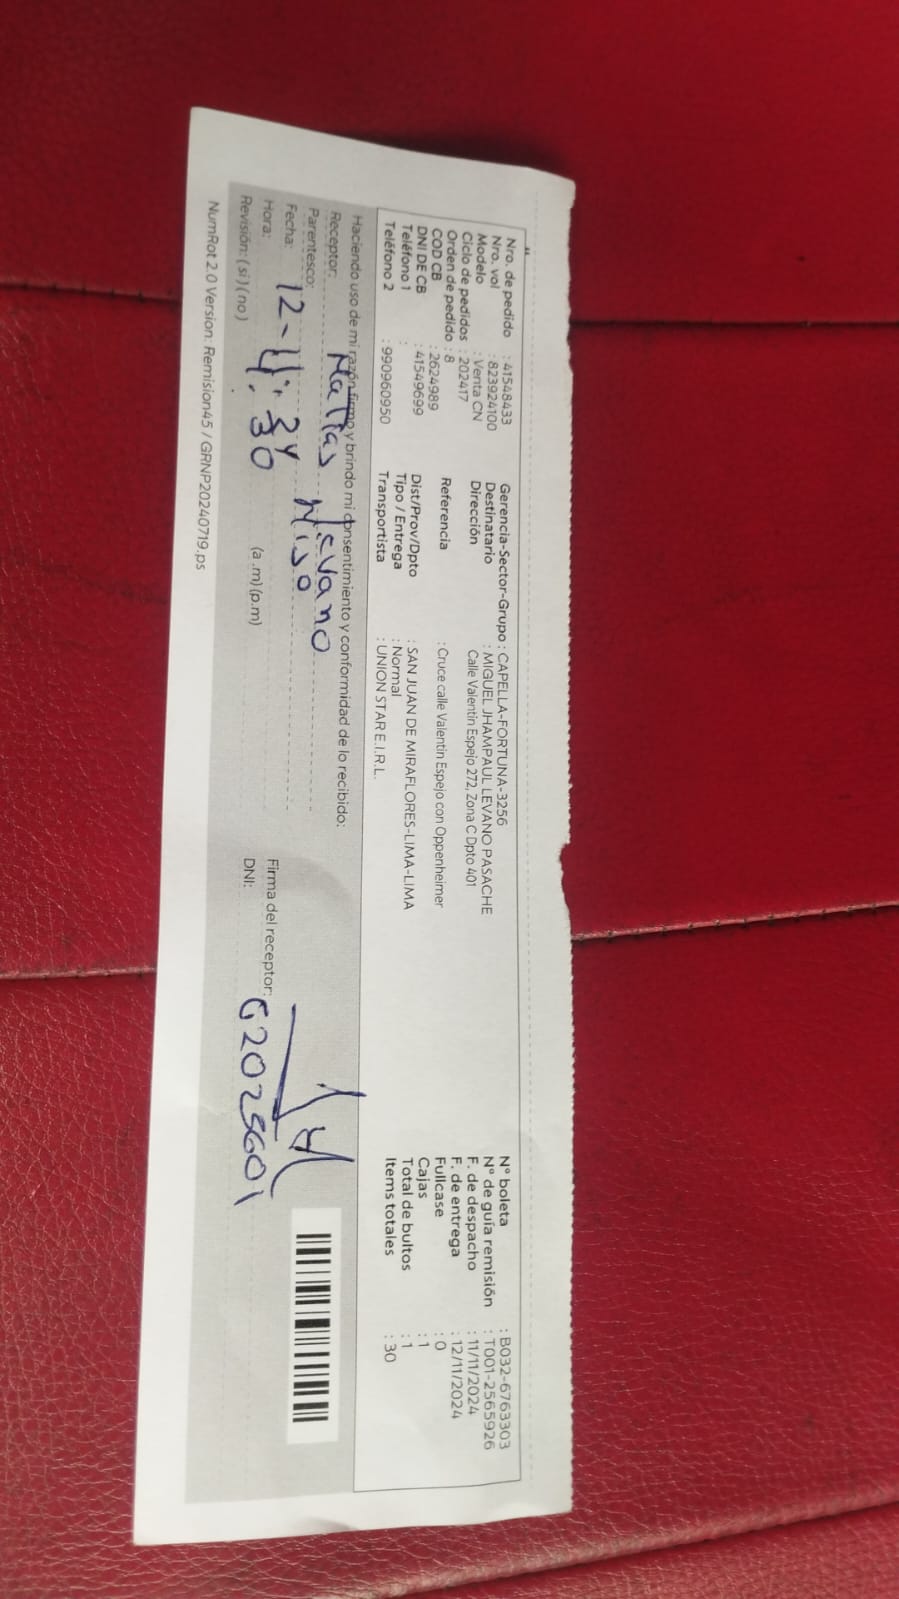 Nro. de pedido : 41548433
Nro. vol : 823924100
Modelo : Venta CN
Ciclo de pedidos : 202417
Orden de pedido : 8
COD CB : 2624989
DNI DE CB : 41549699
Teléfono 1 :
Teléfono 2 : 990960950
Gerencia-Sector-Grupo : CAPELLA-FORTUNA-3256
Destinatario : MIGUEL JHAMPAUL LEVANO PASACHE
Dirección Calle Valentin Espejo 272, Zona C Dpto 401
Referencia : Cruce calle Valentin Espejo con Oppenheimer
Dist/Prov/Dpto : SAN JUAN DE MIRAFLORES-LIMA-LIMA
Tipo / Entrega : Normal
Transportista : UNION STAR E.I.R.L.
N° boleta : B032-6763303
N° de guía remisión : T001-2565926
F. de despacho : 11/11/2024
F. de entrega : 12/11/2024
Fullcase : 0
Cajas : 1
Total de bultos : 1
Items totales : 30
Haciendo uso de mi razón firmo y brindo mi consentimiento y conformidad de lo recibido:
Receptor: Matias Levano
Parentesco: Hijo
Fecha: 12-11-24
Hora: 4:30 (a.m)(p.m)
Revisión: (si) (no)
Firma del receptor:
DNI:
NumRot 2.0 Version: Remision45 / GRNP20240719.ps